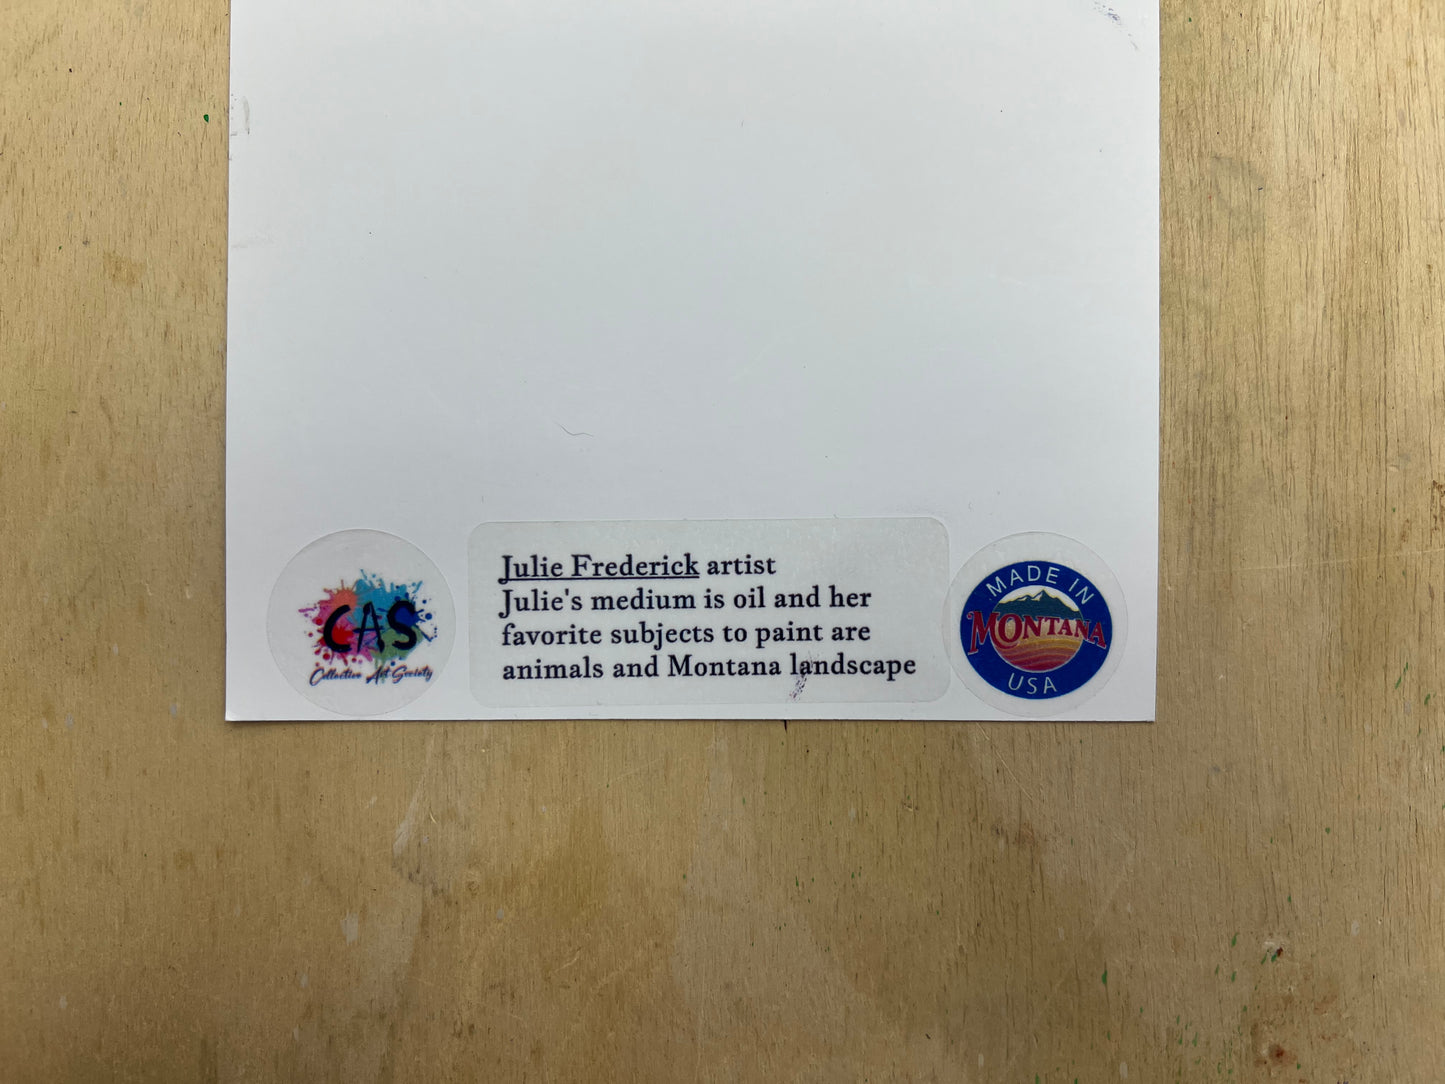 CAS
Collective Art Society
Julie Frederick artist
Julie's medium is oil and her
favorite subjects to paint are
animals and Montana landscape
MADE IN
MONTANA
USA